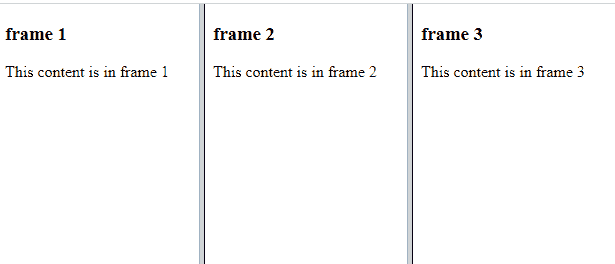 frame 1
This content is in frame 1
frame 2
This content is in frame 2
frame 3
This content is in frame 3